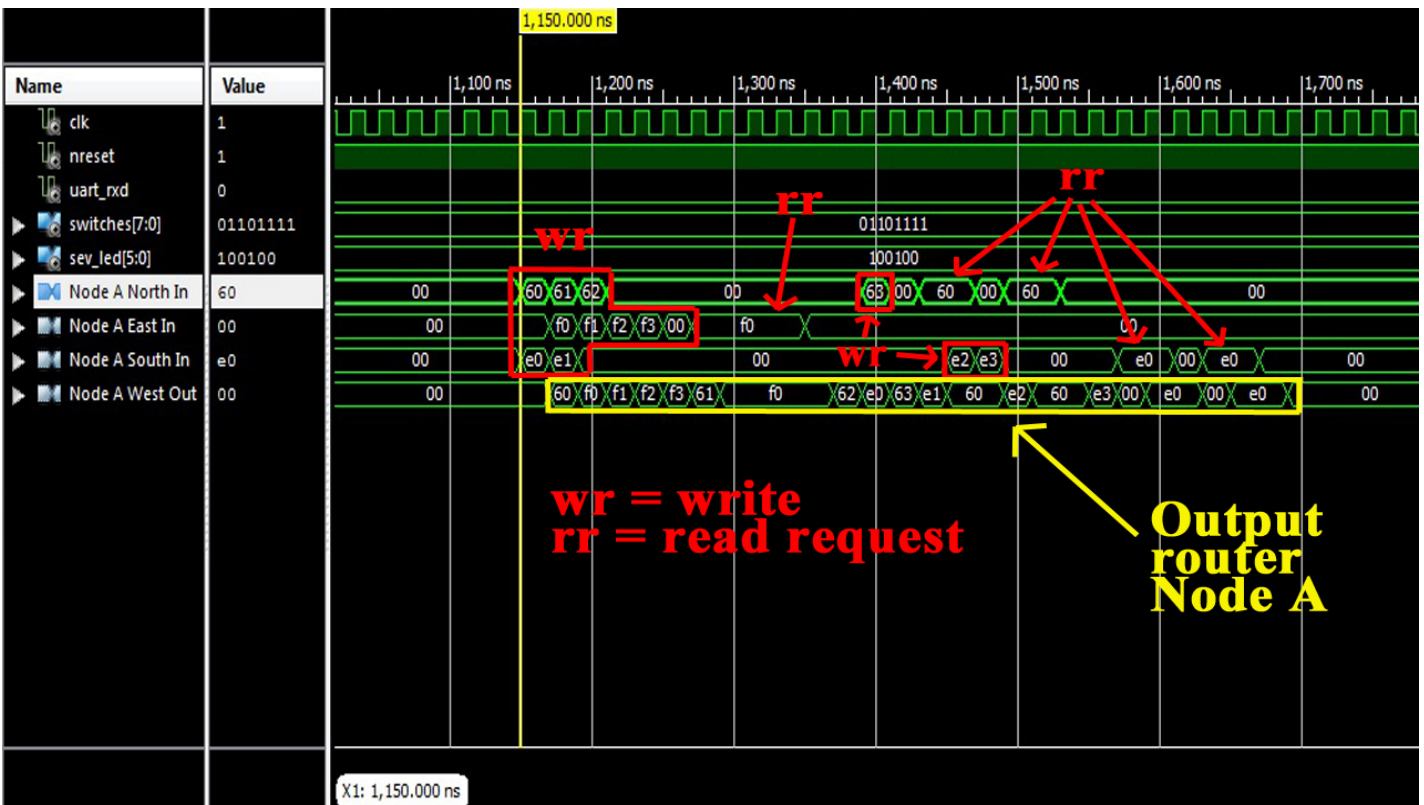 1,150.000 ns
Name Value
1,100 ns 1,200 ns 1,300 ns 1,400 ns 1,500 ns 1,600 ns 1,700 ns
clk 1
nreset 1
uart_rxd 0
rr rr
switches[7:0] 01101111 01101111
wr
sev_led[5:0] 100100 100100
Node A North In 60 00 60 61 62 00 63 00 60 00 60 00
Node A East In 00 00 f0 f1 f2 f3 00 f0 00
Node A South In e0 00 e0 e1 00 wr e2 e3 00 e0 00 e0 00
Node A West Out 00 00 60 f0 f1 f2 f3 61 f0 62 e0 63 e1 60 e2 60 e3 00 e0 00 e0 00
wr = write
rr = read request
Output
router
Node A
X1: 1,150.000 ns